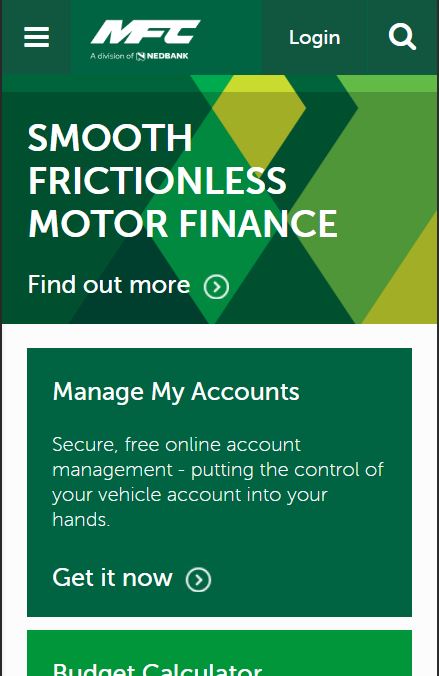 MFC
Login
A division of NEDBANK
SMOOTH
FRICTIONLESS
MOTOR FINANCE
Find out more
Manage My Accounts
Secure, free online account
management - putting the control of
your vehicle account into your
hands.
Get it now
Budget Calculator